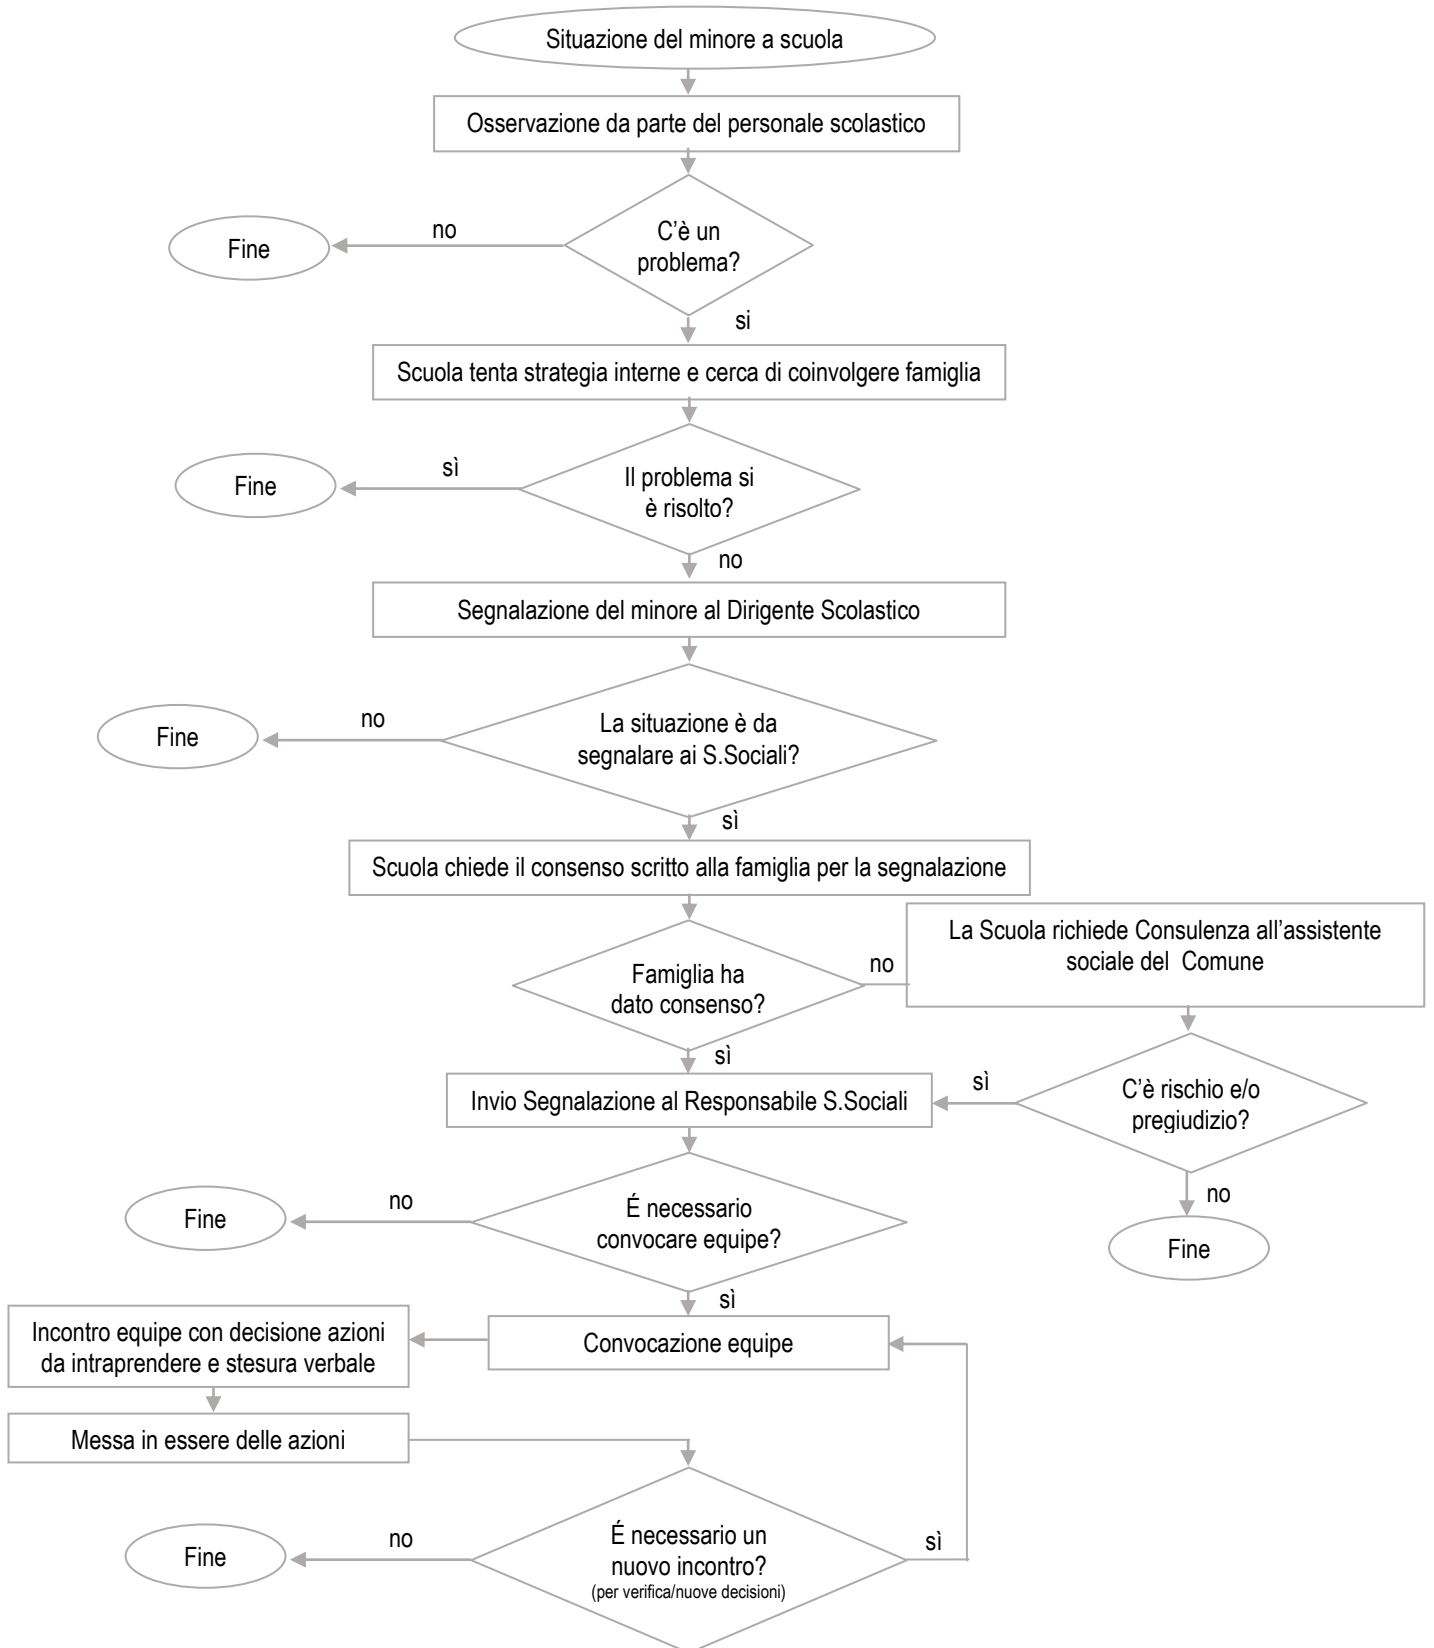 Situazione del minore a scuola
Osservazione da parte del personale scolastico
C'è un
problema?
no
Fine
si
Scuola tenta strategia interne e cerca di coinvolgere famiglia
Il problema si
è risolto?
sì
Fine
no
Segnalazione del minore al Dirigente Scolastico
La situazione è da
segnalare ai S.Sociali?
no
Fine
sì
Scuola chiede il consenso scritto alla famiglia per la segnalazione
Famiglia ha
dato consenso?
no
La Scuola richiede Consulenza all'assistente
sociale del  Comune
sì
C'è rischio e/o
pregiudizio?
sì
no
Fine
Invio Segnalazione al Responsabile S.Sociali
É necessario
convocare equipe?
no
Fine
sì
Convocazione equipe
Incontro equipe con decisione azioni
da intraprendere e stesura verbale
Messa in essere delle azioni
É necessario un
nuovo incontro?
(per verifica/nuove decisioni)
no
Fine
sì